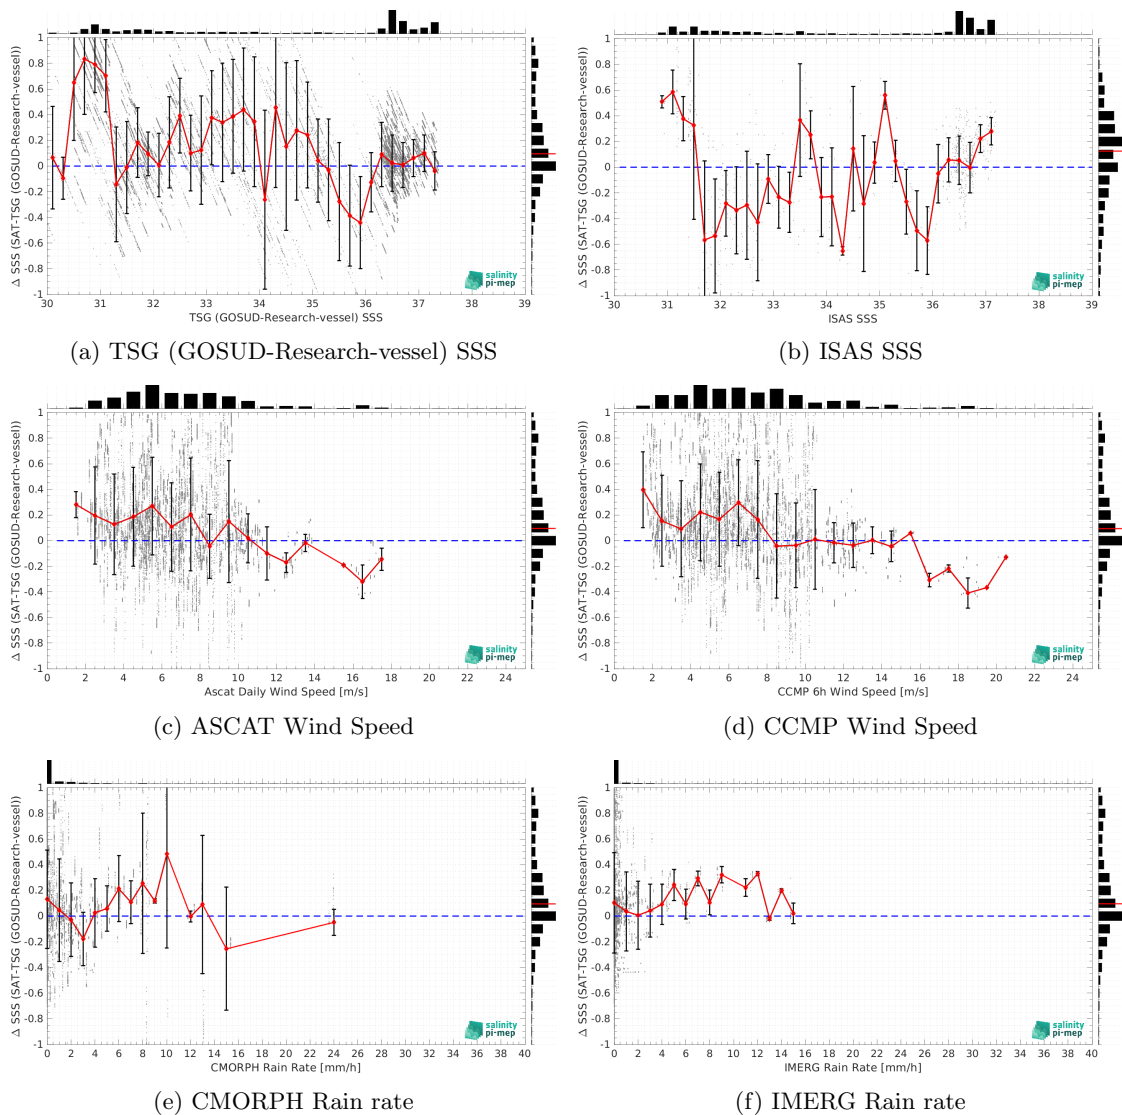 Δ SSS (SAT-TSG (GOSUD-Research-vessel))
1
0.8
0.6
0.4
0.2
0
-0.2
-0.4
-0.6
-0.8
-1
30 31 32 33 34 35 36 37 38 39
TSG (GOSUD-Research-vessel) SSS
salinity
pi-mep
(a) TSG (GOSUD-Research-vessel) SSS
Δ SSS (SAT-TSG (GOSUD-Research-vessel))
1
0.8
0.6
0.4
0.2
0
-0.2
-0.4
-0.6
-0.8
-1
30 31 32 33 34 35 36 37 38 39
ISAS SSS
salinity
pi-mep
(b) ISAS SSS
Δ SSS (SAT-TSG (GOSUD-Research-vessel))
1
0.8
0.6
0.4
0.2
0
-0.2
-0.4
-0.6
-0.8
-1
0 2 4 6 8 10 12 14 16 18 20 22 24
Ascat Daily Wind Speed [m/s]
salinity
pi-mep
(c) ASCAT Wind Speed
Δ SSS (SAT-TSG (GOSUD-Research-vessel))
1
0.8
0.6
0.4
0.2
0
-0.2
-0.4
-0.6
-0.8
-1
0 2 4 6 8 10 12 14 16 18 20 22 24
CCMP 6h Wind Speed [m/s]
salinity
pi-mep
(d) CCMP Wind Speed
Δ SSS (SAT-TSG (GOSUD-Research-vessel))
1
0.8
0.6
0.4
0.2
0
-0.2
-0.4
-0.6
-0.8
-1
0 2 4 6 8 10 12 14 16 18 20 22 24 26 28 30 32 34 36 38 40
CMORPH Rain Rate [mm/h]
salinity
pi-mep
(e) CMORPH Rain rate
Δ SSS (SAT-TSG (GOSUD-Research-vessel))
1
0.8
0.6
0.4
0.2
0
-0.2
-0.4
-0.6
-0.8
-1
0 2 4 6 8 10 12 14 16 18 20 22 24 26 28 30 32 34 36 38 40
IMERG Rain Rate [mm/h]
salinity
pi-mep
(f) IMERG Rain rate